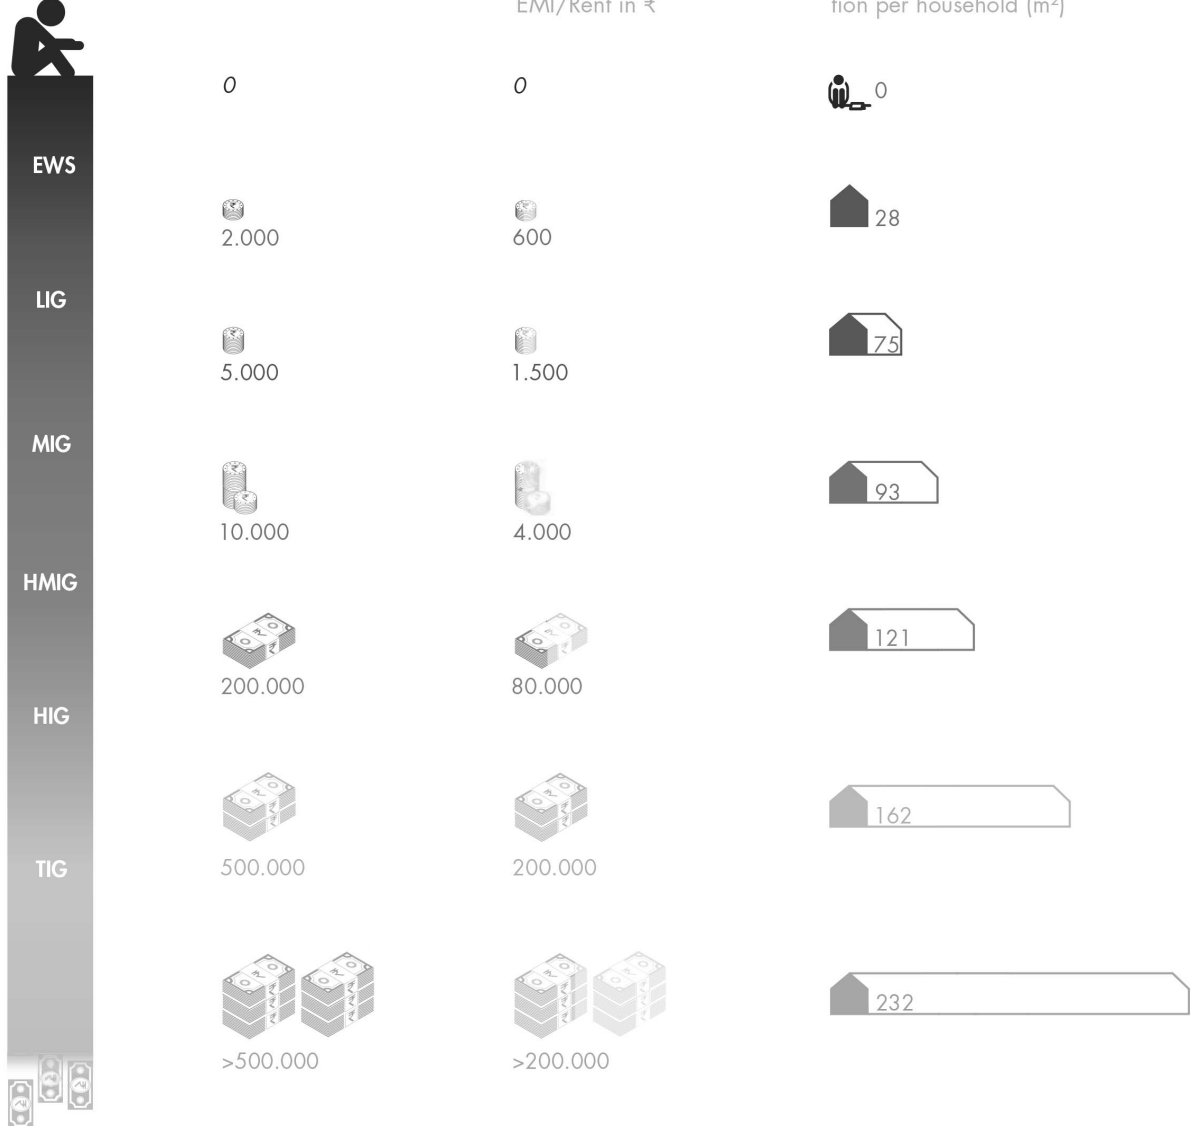 EMI/Rent in ₹
tion per household (m²)
0
0
0
EWS
2.000
600
28
LIG
5.000
1.500
75
MIG
10.000
4.000
93
HMIG
200.000
80.000
121
HIG
500.000
200.000
162
TIG
>500.000
>200.000
232